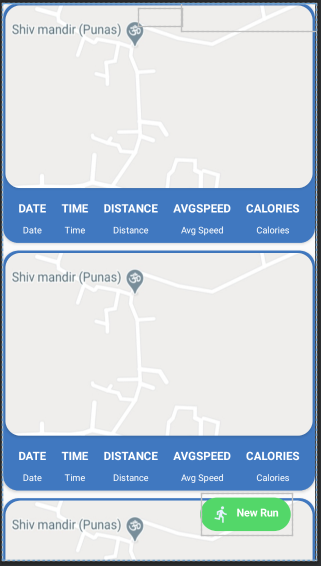 Shiv mandir (Punas)
DATE TIME DISTANCE AVGSPEED CALORIES
Date Time Distance Avg Speed Calories
Shiv mandir (Punas)
DATE TIME DISTANCE AVGSPEED CALORIES
Date Time Distance Avg Speed Calories
New Run
Shiv mandir (Punas)